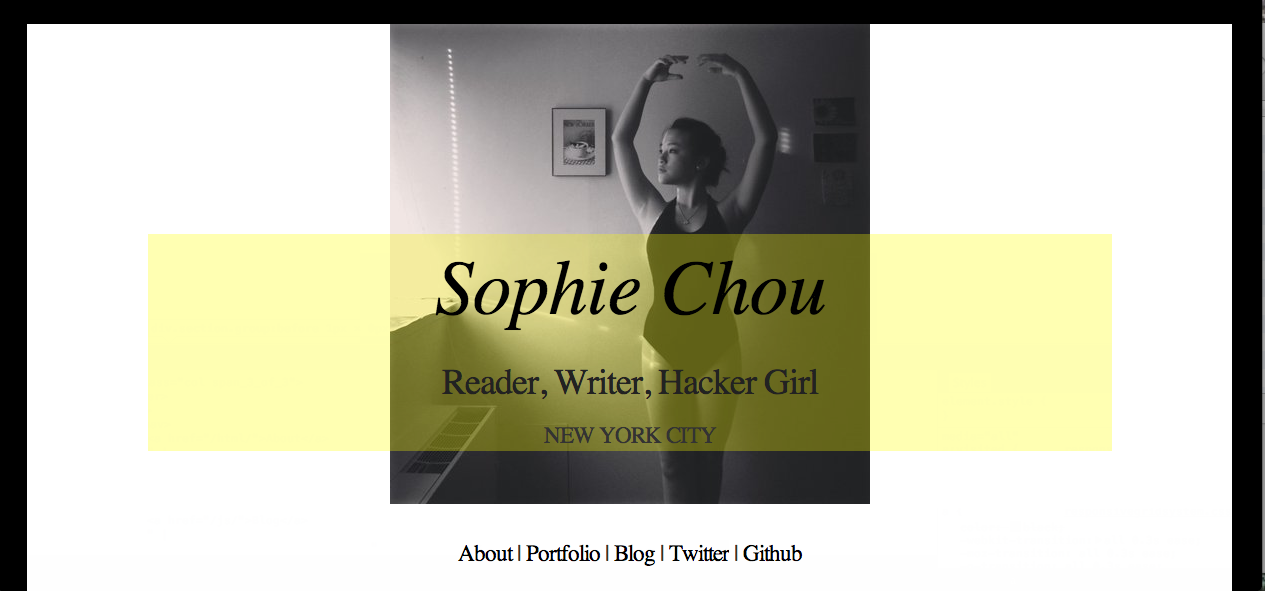 Sophie Chou
Reader, Writer, Hacker Girl
NEW YORK CITY
About | Portfolio | Blog | Twitter | Github